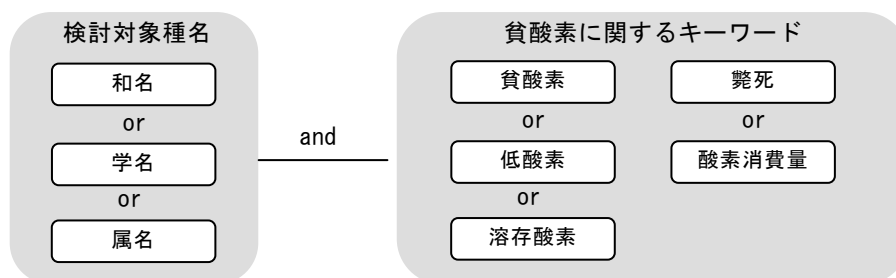 検討対象種名
和名
or
学名
or
属名
and
貧酸素に関するキーワード
貧酸素
or
低酸素
or
溶存酸素
斃死
or
酸素消費量